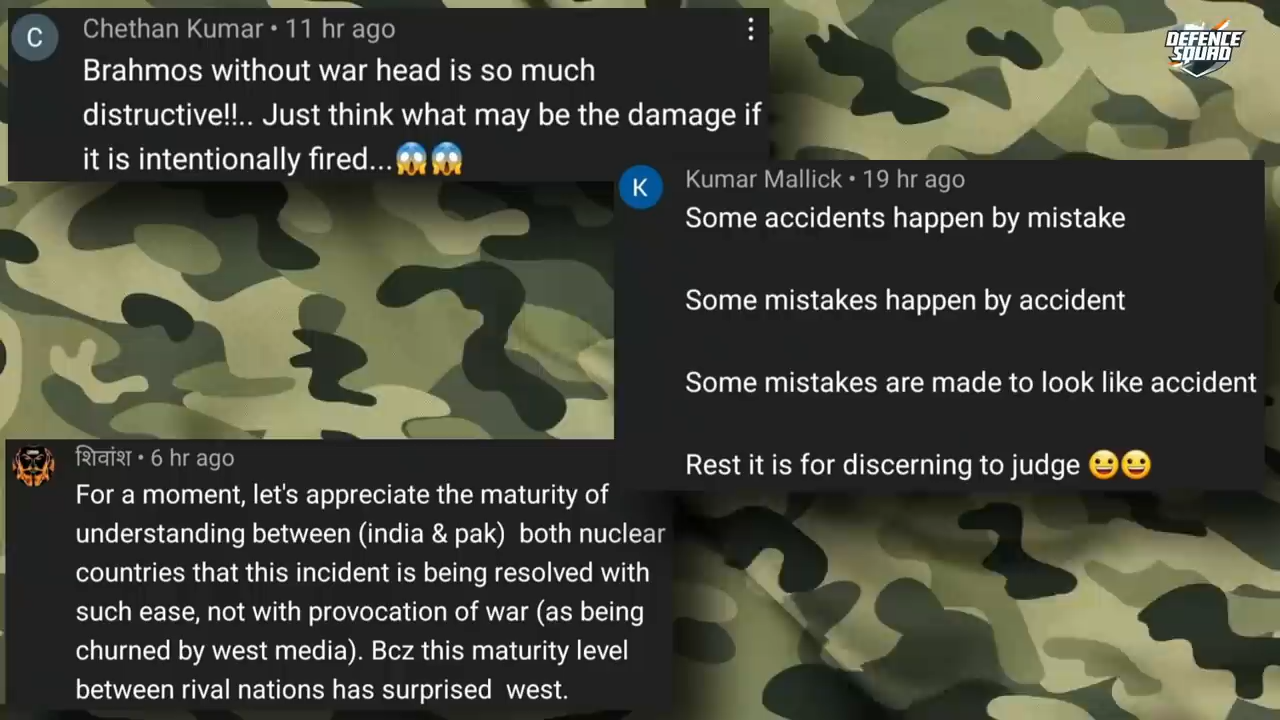 C
Chethan Kumar • 11 hr ago
Brahmos without war head is so much
distructive!!.. Just think what may be the damage if
it is intentionally fired...😱😱
DEFENCE
SQUAD
K
Kumar Mallick • 19 hr ago
Some accidents happen by mistake
Some mistakes happen by accident
Some mistakes are made to look like accident
Rest it is for discerning to judge 😀😀
शिवांश • 6 hr ago
For a moment, let's appreciate the maturity of
understanding between (india & pak)  both nuclear
countries that this incident is being resolved with
such ease, not with provocation of war (as being
churned by west media). Bcz this maturity level
between rival nations has surprised  west.